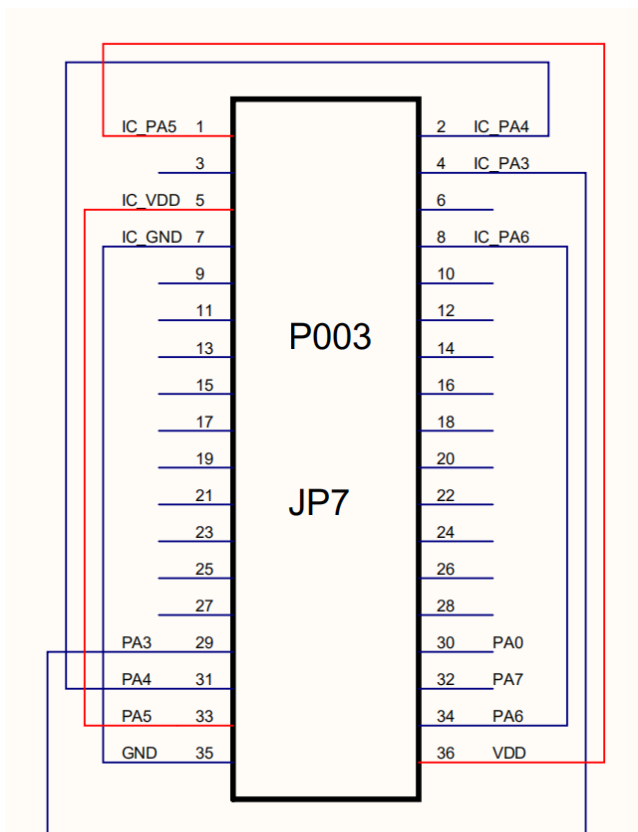 IC_PA5 1 2 IC_PA4
3 4 IC_PA3
IC_VDD 5 6
IC_GND 7 8 IC_PA6
9 10
11 12
13 P003 14
15 16
17 18
19 20
21 JP7 22
23 24
25 26
27 28
PA3 29 30 PA0
PA4 31 32 PA7
PA5 33 34 PA6
GND 35 36 VDD